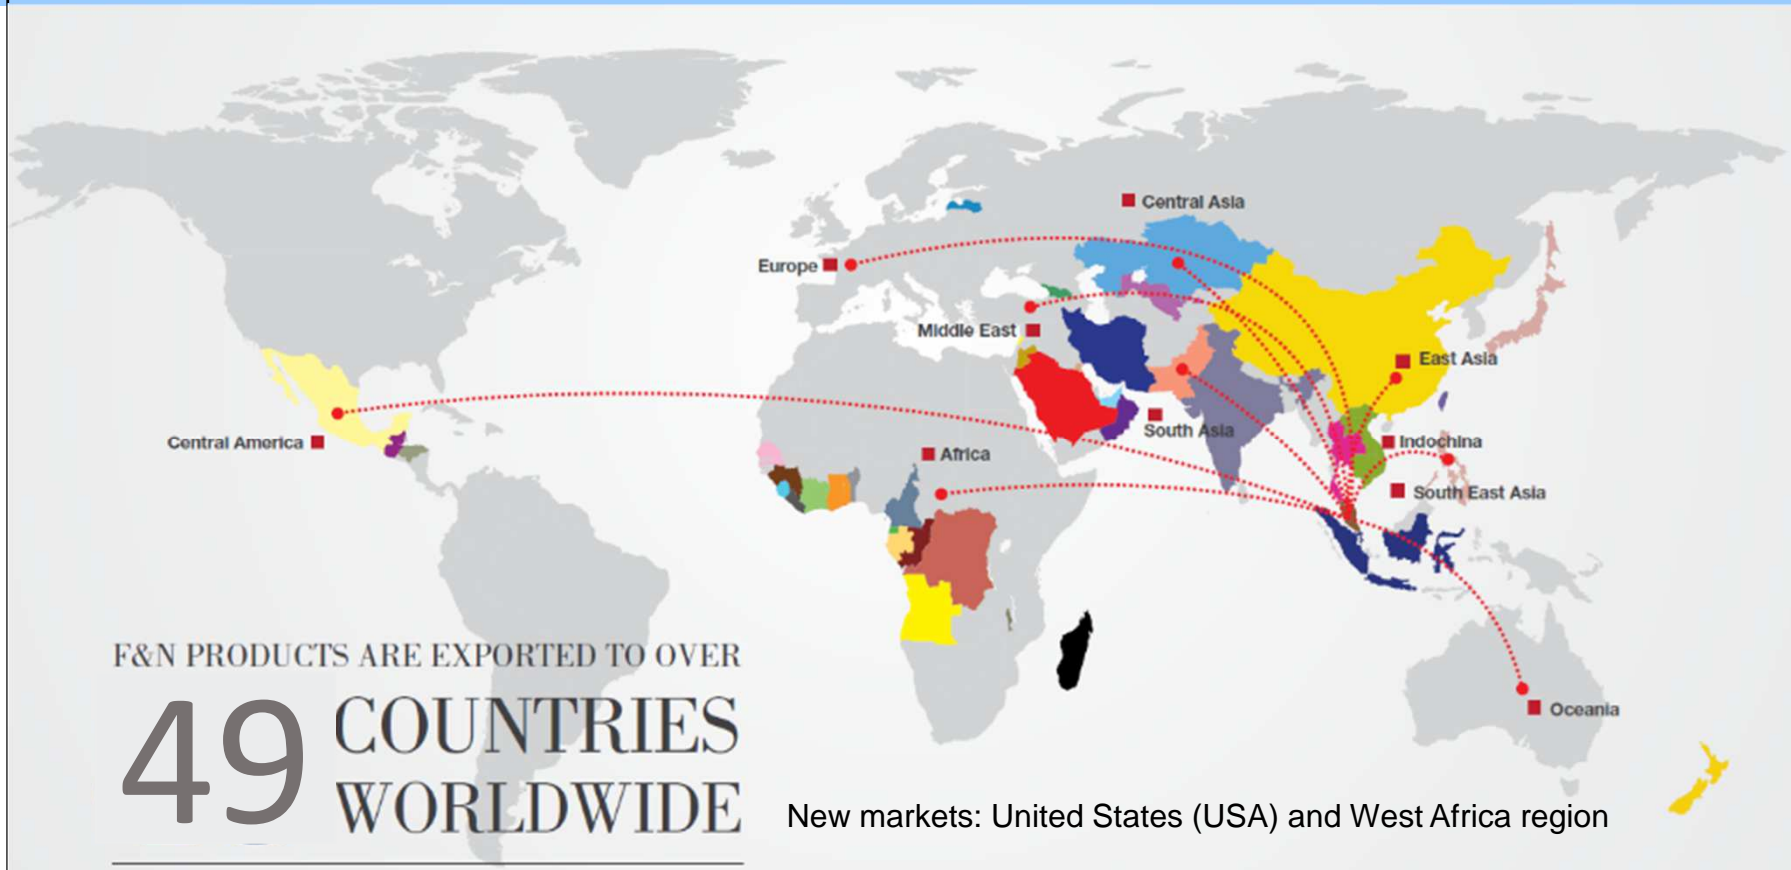 Central Asia
Europe
Middle East
East Asia
South Asia
Central America
Indochina
Africa
South East Asia
Oceania
F&N PRODUCTS ARE EXPORTED TO OVER
49 COUNTRIES
WORLDWIDE
New markets: United States (USA) and West Africa region